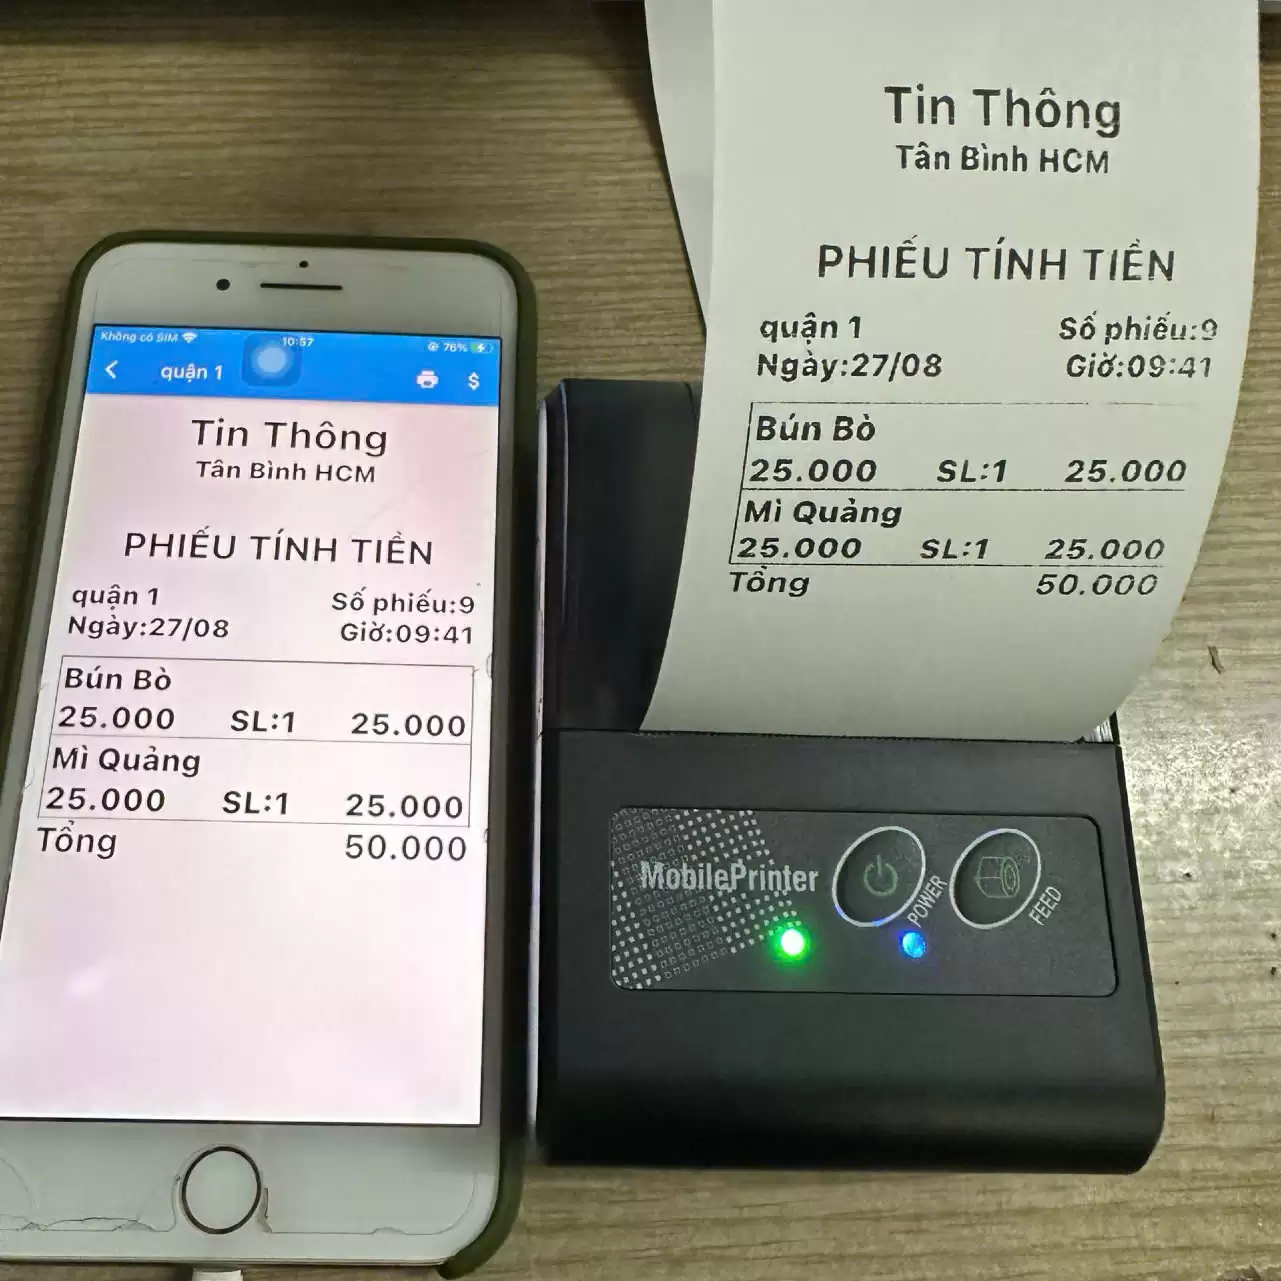 Không có SIM 10:57 76%
quận 1 $
Tin Thông
Tân Bình HCM
PHIẾU TÍNH TIỀN
quận 1 Số phiếu:9
Ngày:27/08 Giờ:09:41
Bún Bò
25.000 SL:1 25.000
Mì Quảng
25.000 SL:1 25.000
Tổng 50.000
Tin Thông
Tân Bình HCM
PHIẾU TÍNH TIỀN
quận 1 Số phiếu:9
Ngày:27/08 Giờ:09:41
Bún Bò
25.000 SL:1 25.000
Mì Quảng
25.000 SL:1 25.000
Tổng 50.000
MobilePrinter
POWER
FEED